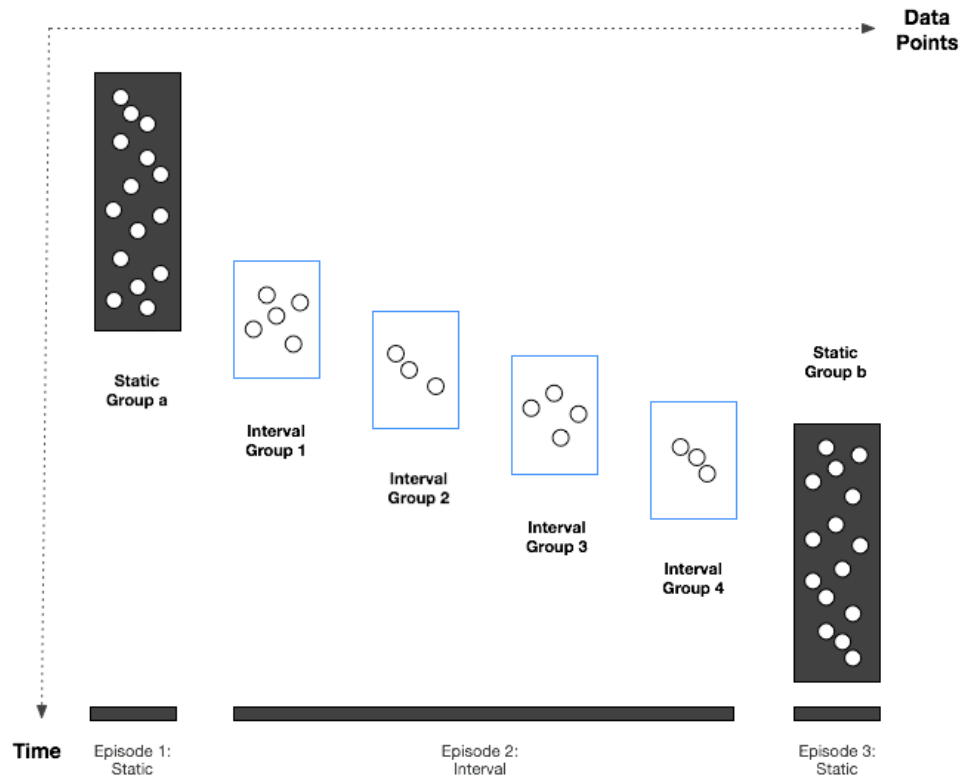 Data
Points
Static
Group a
Interval
Group 1
Interval
Group 2
Interval
Group 3
Interval
Group 4
Static
Group b
Time
Episode 1:
Static
Episode 2:
Interval
Episode 3:
Static